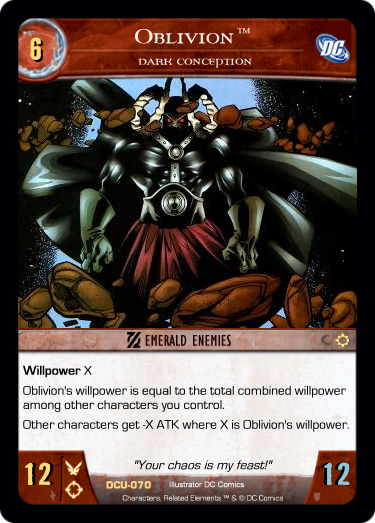 6
OBLIVION™
DARK CONCEPTION
DC
EMERALD ENEMIES
Willpower X
Oblivion's willpower is equal to the total combined willpower
among other characters you control.
Other characters get -X ATK where X is Oblivion's willpower.
"Your chaos is my feast!"
12
DCU-070 Illustrator DC Comics
Characters, Related Elements ™ & © DC Comics
12